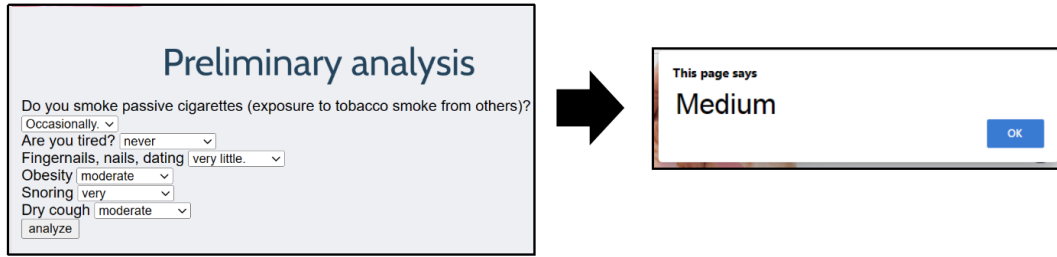 Preliminary analysis
Do you smoke passive cigarettes (exposure to tobacco smoke from others)?
Occasionally.
Are you tired? never
Fingernails, nails, dating very little.
Obesity moderate
Snoring very
Dry cough moderate
analyze
This page says
Medium
OK